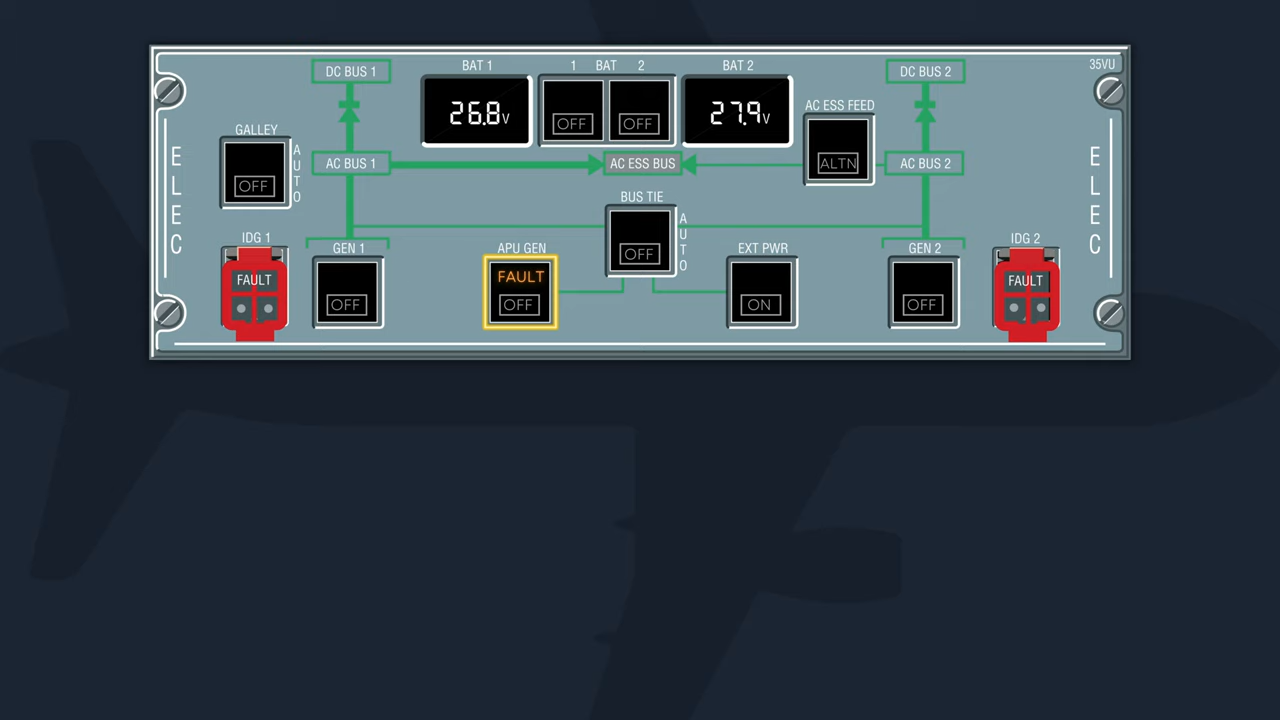 35VU
DC BUS 1
BAT 1
1 BAT 2
BAT 2
DC BUS 2
26.8V
OFF
OFF
27.9V
AC ESS FEED
GALLEY
OFF
AUTO
AC BUS 1
AC ESS BUS
ALTN
AC BUS 2
ELEC
ELEC
BUS TIE
OFF
AUTO
IDG 1
FAULT
GEN 1
OFF
APU GEN
FAULT
OFF
EXT PWR
ON
GEN 2
OFF
IDG 2
FAULT